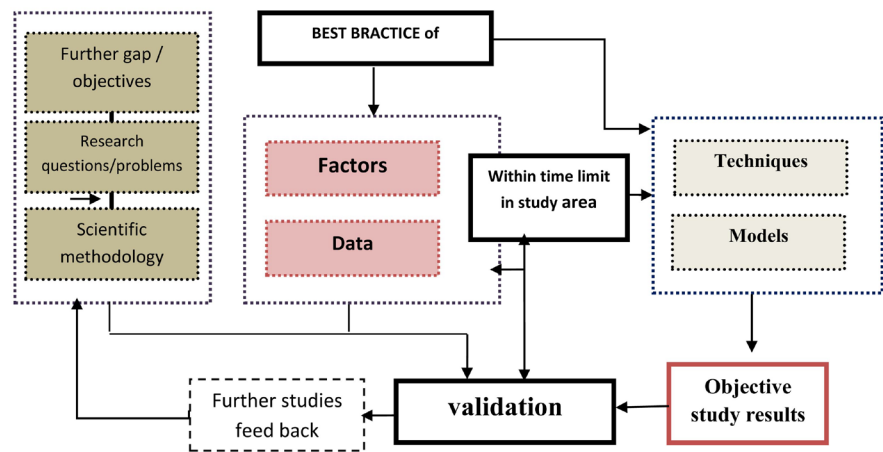 BEST BRACTICE of
Further gap /
objectives
Research
questions/problems
Scientific
methodology
Factors
Data
Within time limit
in study area
Techniques
Models
Further studies
feed back
validation
Objective
study results